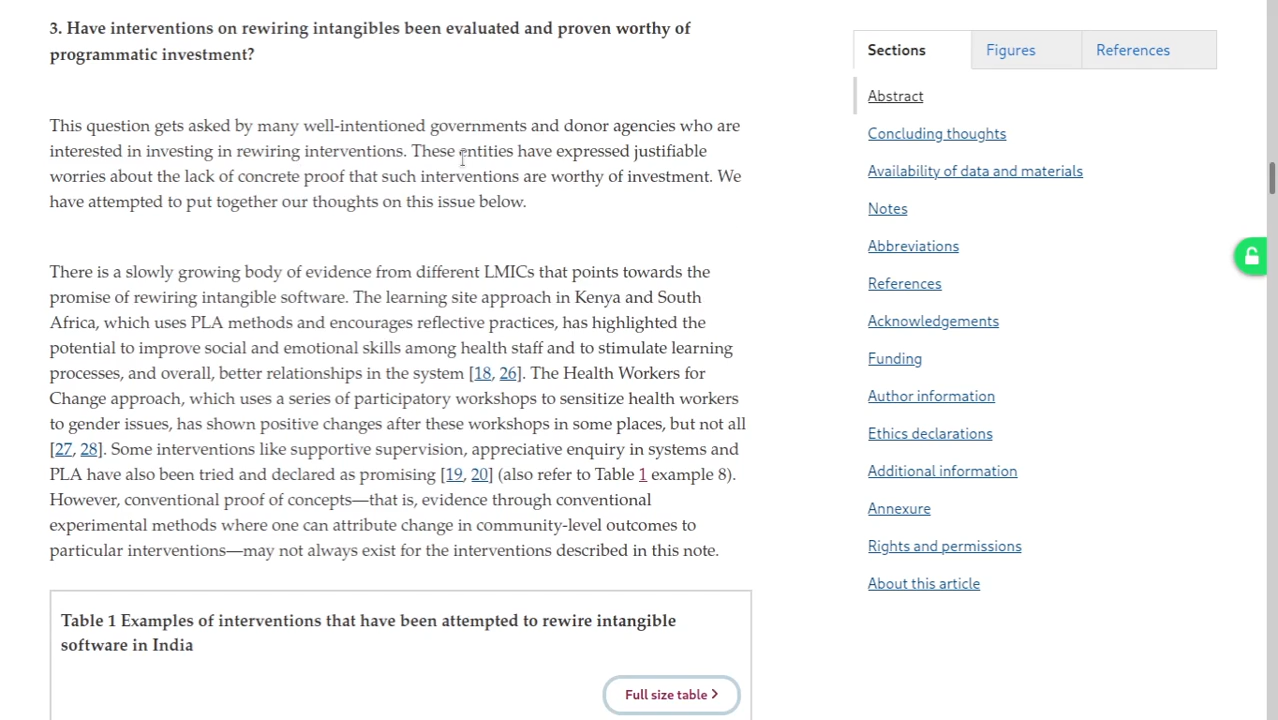 3. Have interventions on rewiring intangibles been evaluated and proven worthy of
programmatic investment?
This question gets asked by many well-intentioned governments and donor agencies who are
interested in investing in rewiring interventions. These entities have expressed justifiable
worries about the lack of concrete proof that such interventions are worthy of investment. We
have attempted to put together our thoughts on this issue below.
There is a slowly growing body of evidence from different LMICs that points towards the
promise of rewiring intangible software. The learning site approach in Kenya and South
Africa, which uses PLA methods and encourages reflective practices, has highlighted the
potential to improve social and emotional skills among health staff and to stimulate learning
processes, and overall, better relationships in the system [18, 26]. The Health Workers for
Change approach, which uses a series of participatory workshops to sensitize health workers
to gender issues, has shown positive changes after these workshops in some places, but not all
[27, 28]. Some interventions like supportive supervision, appreciative enquiry in systems and
PLA have also been tried and declared as promising [19, 20] (also refer to Table 1 example 8).
However, conventional proof of concepts—that is, evidence through conventional
experimental methods where one can attribute change in community-level outcomes to
particular interventions—may not always exist for the interventions described in this note.
Table 1 Examples of interventions that have been attempted to rewire intangible
software in India
Full size table
Sections Figures References
Abstract
Concluding thoughts
Availability of data and materials
Notes
Abbreviations
References
Acknowledgements
Funding
Author information
Ethics declarations
Additional information
Annexure
Rights and permissions
About this article